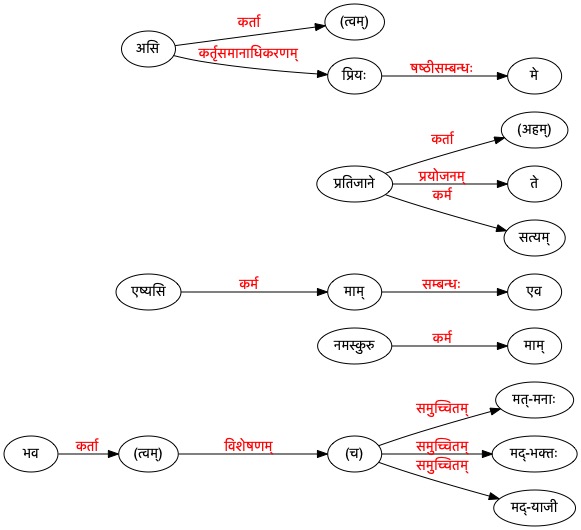 असि कर्ता (त्वम्)
कर्तृसमानाधिकरणम् प्रियः षष्ठीसम्बन्धः मे
प्रतिजाने कर्ता (अहम्)
प्रयोजनम् ते
कर्म सत्यम्
एष्यसि कर्म माम् सम्बन्धः एव
नमस्कुरु कर्म माम्
भव कर्ता (त्वम्) विशेषणम् (च) समुच्चितम् मत्-मनाः
समुच्चितम् मद्-भक्तः
समुच्चितम् मद्-याजी